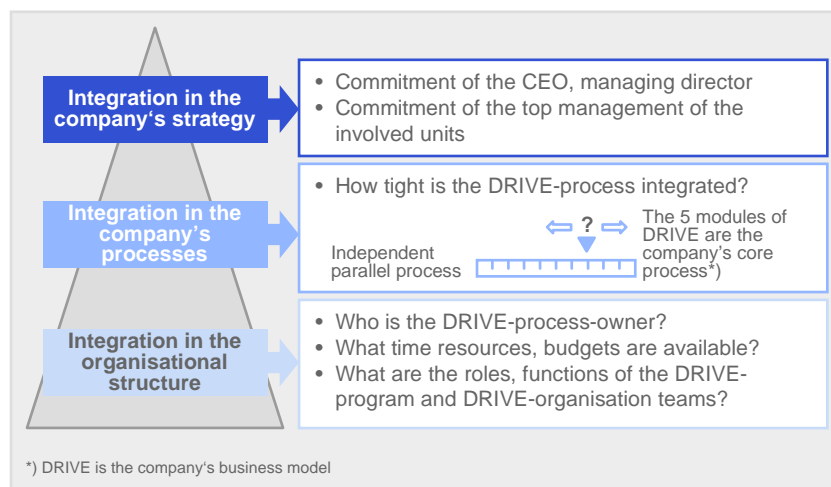 Integration in the
company‘s strategy
• Commitment of the CEO, managing director
• Commitment of the top management of the
involved units
Integration in the
company’s
processes
• How tight is the DRIVE-process integrated?
Independent
parallel process
?
The 5 modules of
DRIVE are the
company’s core
process*)
Integration in the
organisational
structure
• Who is the DRIVE-process-owner?
• What time resources, budgets are available?
• What are the roles, functions of the DRIVE-
program and DRIVE-organisation teams?
*) DRIVE is the company‘s business model